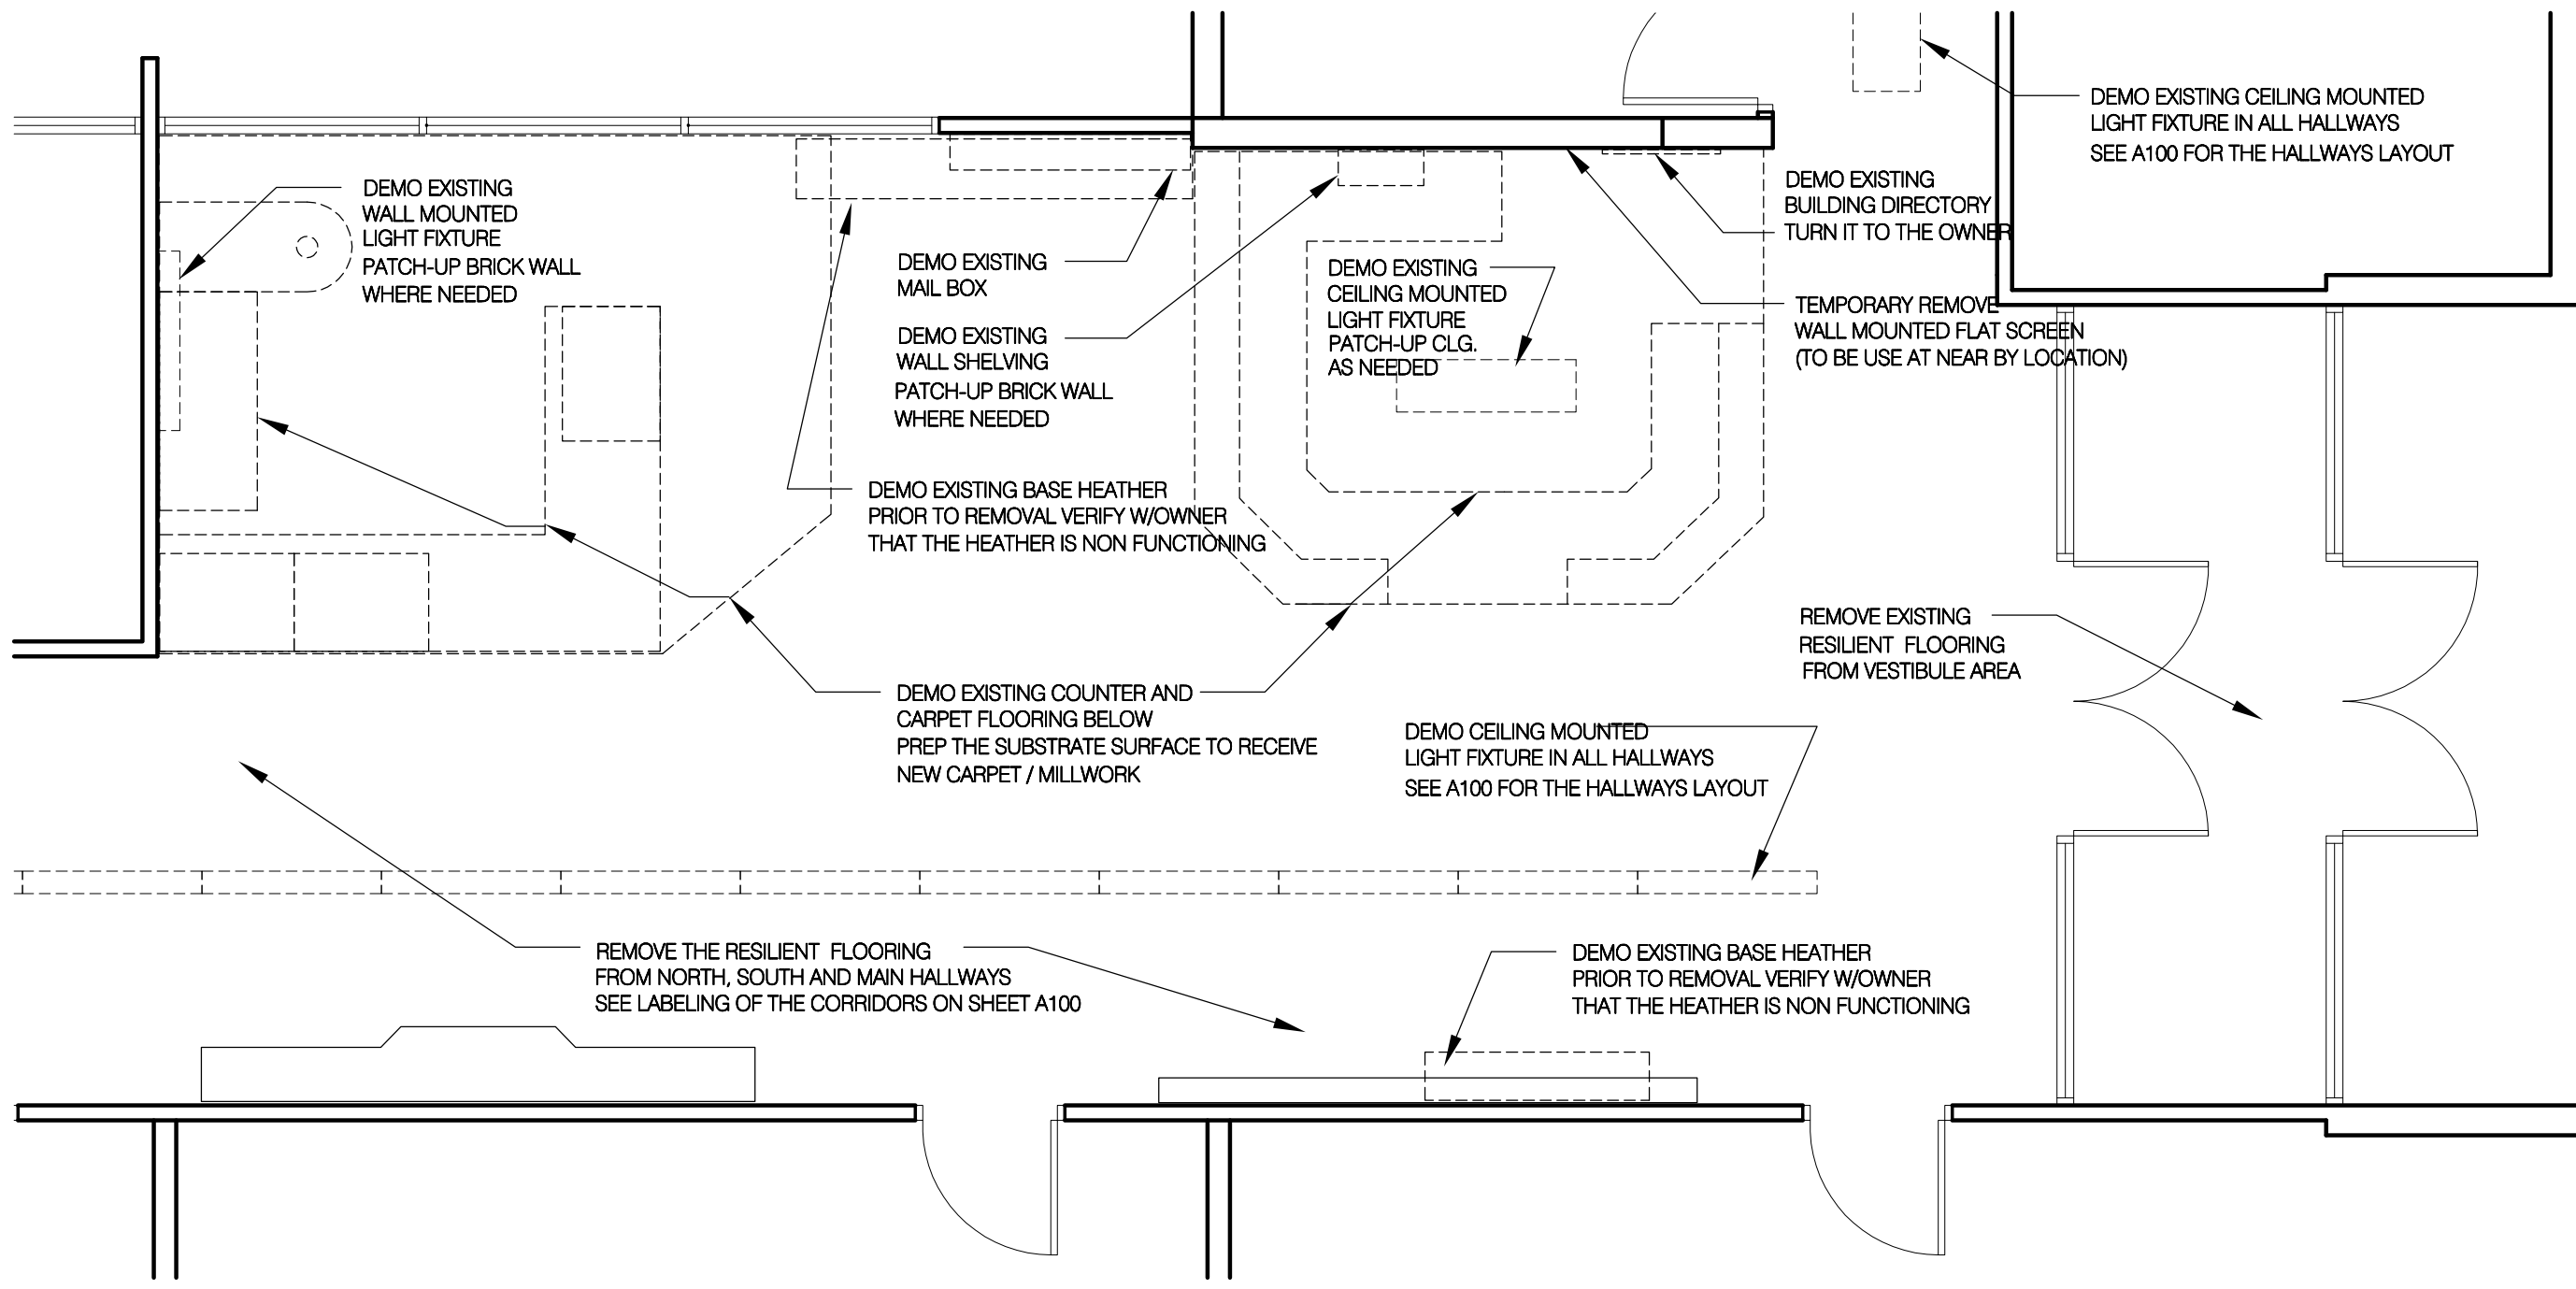 DEMO EXISTING CEILING MOUNTED
LIGHT FIXTURE IN ALL HALLWAYS
SEE A100 FOR THE HALLWAYS LAYOUT
DEMO EXISTING
WALL MOUNTED
LIGHT FIXTURE
PATCH-UP BRICK WALL
WHERE NEEDED
DEMO EXISTING
BUILDING DIRECTORY
TURN IT TO THE OWNER
DEMO EXISTING
MAIL BOX
DEMO EXISTING
CEILING MOUNTED
LIGHT FIXTURE
PATCH-UP CLG.
AS NEEDED
TEMPORARY REMOVE
WALL MOUNTED FLAT SCREEN
(TO BE USE AT NEAR BY LOCATION)
DEMO EXISTING
WALL SHELVING
PATCH-UP BRICK WALL
WHERE NEEDED
DEMO EXISTING BASE HEATHER
PRIOR TO REMOVAL VERIFY W/OWNER
THAT THE HEATHER IS NON FUNCTIONING
REMOVE EXISTING
RESILIENT FLOORING
FROM VESTIBULE AREA
DEMO EXISTING COUNTER AND
CARPET FLOORING BELOW
PREP THE SUBSTRATE SURFACE TO RECEIVE
NEW CARPET / MILLWORK
DEMO CEILING MOUNTED
LIGHT FIXTURE IN ALL HALLWAYS
SEE A100 FOR THE HALLWAYS LAYOUT
REMOVE THE RESILIENT FLOORING
FROM NORTH, SOUTH AND MAIN HALLWAYS
SEE LABELING OF THE CORRIDORS ON SHEET A100
DEMO EXISTING BASE HEATHER
PRIOR TO REMOVAL VERIFY W/OWNER
THAT THE HEATHER IS NON FUNCTIONING